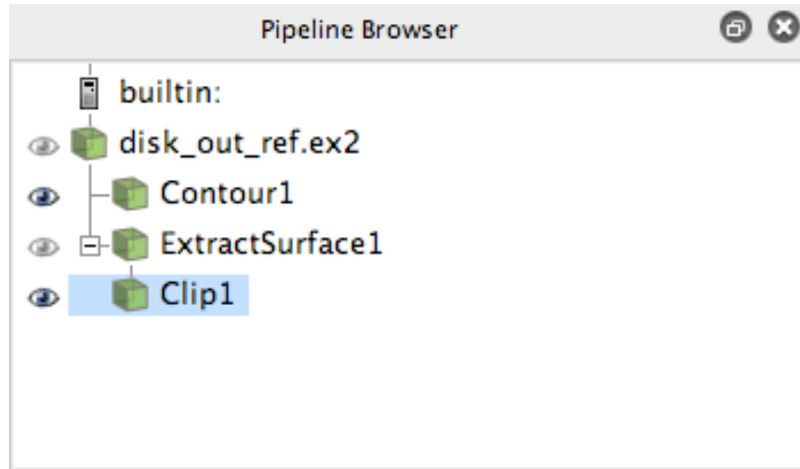 Pipeline Browser
builtin:
disk_out_ref.ex2
Contour1
ExtractSurface1
Clip1